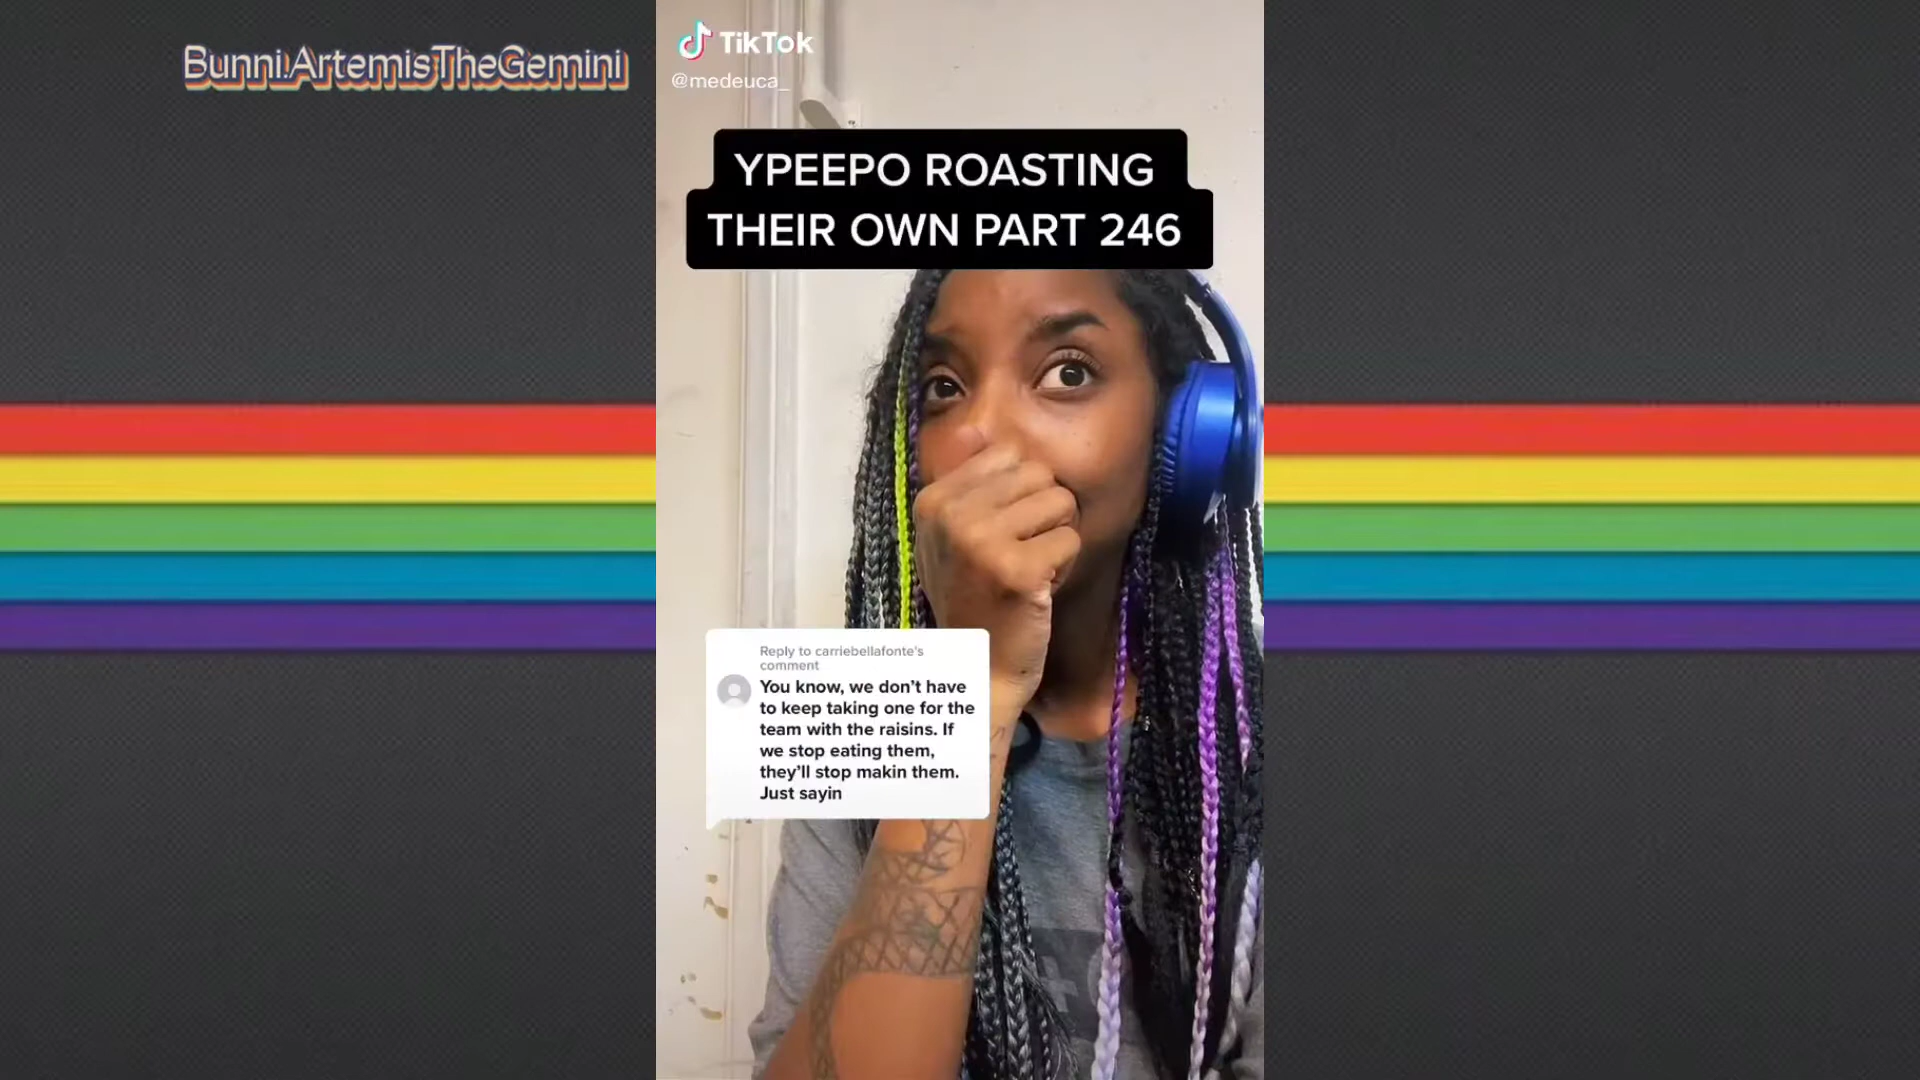 Bunni.ArtemisTheGemini
TikTok
@medeuca_
YPEEPO ROASTING
THEIR OWN PART 246
Reply to carriebellafonte's
comment
You know, we don't have
to keep taking one for the
team with the raisins. If
we stop eating them,
they'll stop makin them.
Just sayin